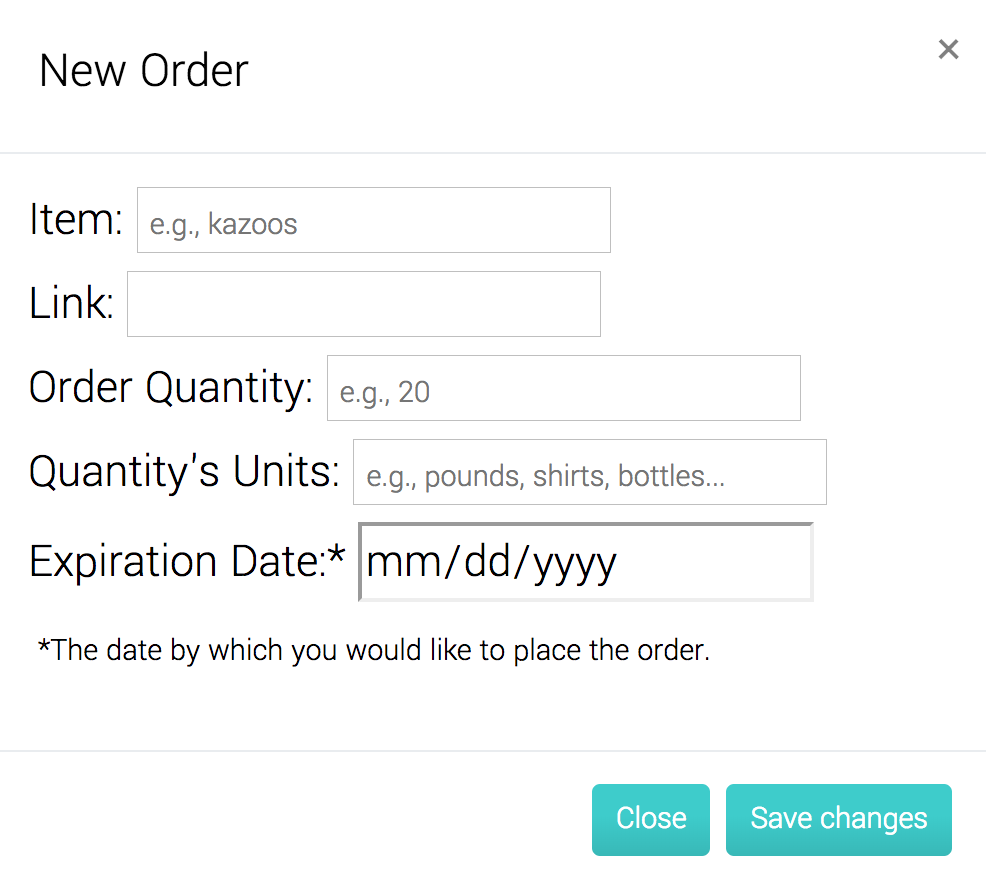 New Order
×
Item: e.g., kazoos
Link:
Order Quantity: e.g., 20
Quantity's Units: e.g., pounds, shirts, bottles...
Expiration Date:* mm/dd/yyyy
*The date by which you would like to place the order.
Close Save changes